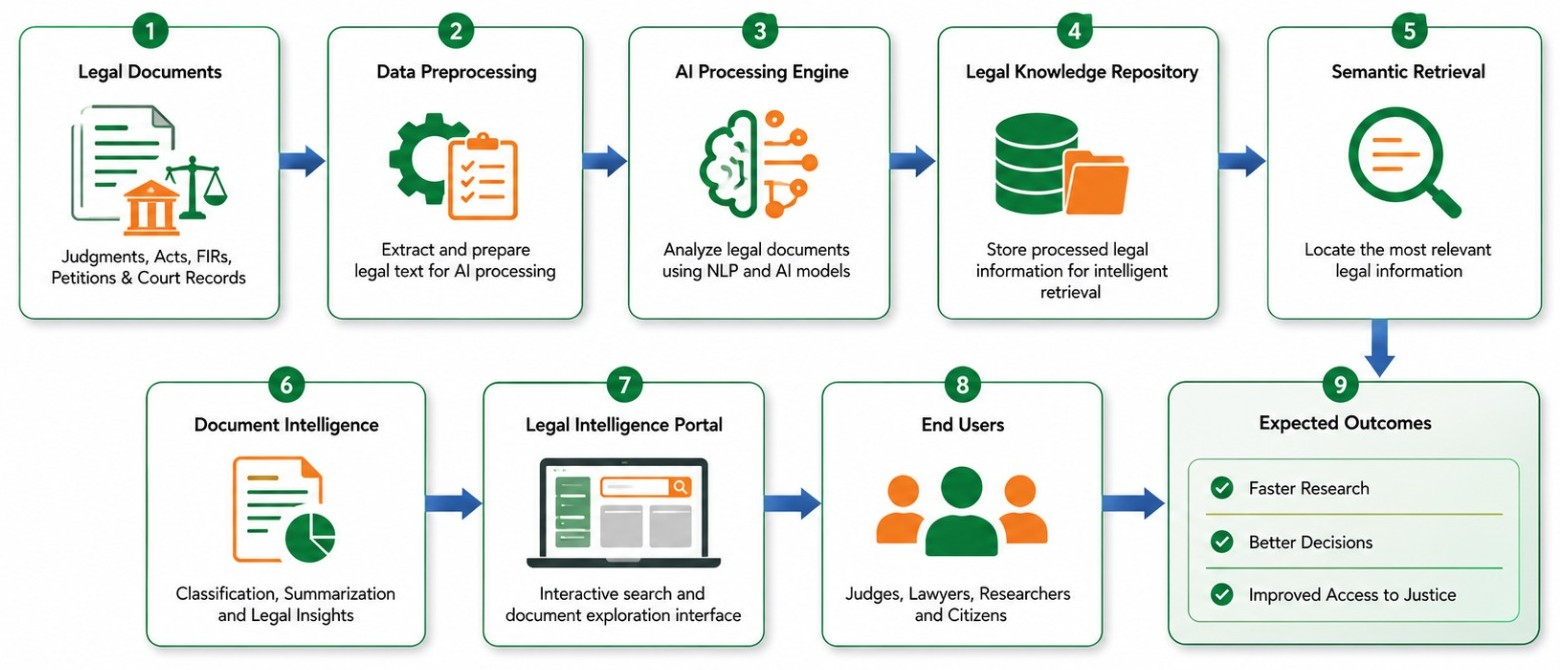 1
Legal Documents
Judgments, Acts, FIRs,
Petitions & Court Records
2
Data Preprocessing
Extract and prepare
legal text for AI processing
3
AI Processing Engine
Analyze legal documents
using NLP and AI models
4
Legal Knowledge Repository
Store processed legal
information for intelligent
retrieval
5
Semantic Retrieval
Locate the most relevant
legal information
6
Document Intelligence
Classification, Summarization
and Legal Insights
7
Legal Intelligence Portal
Interactive search and
document exploration interface
8
End Users
Judges, Lawyers, Researchers
and Citizens
9
Expected Outcomes
Faster Research
Better Decisions
Improved Access to Justice